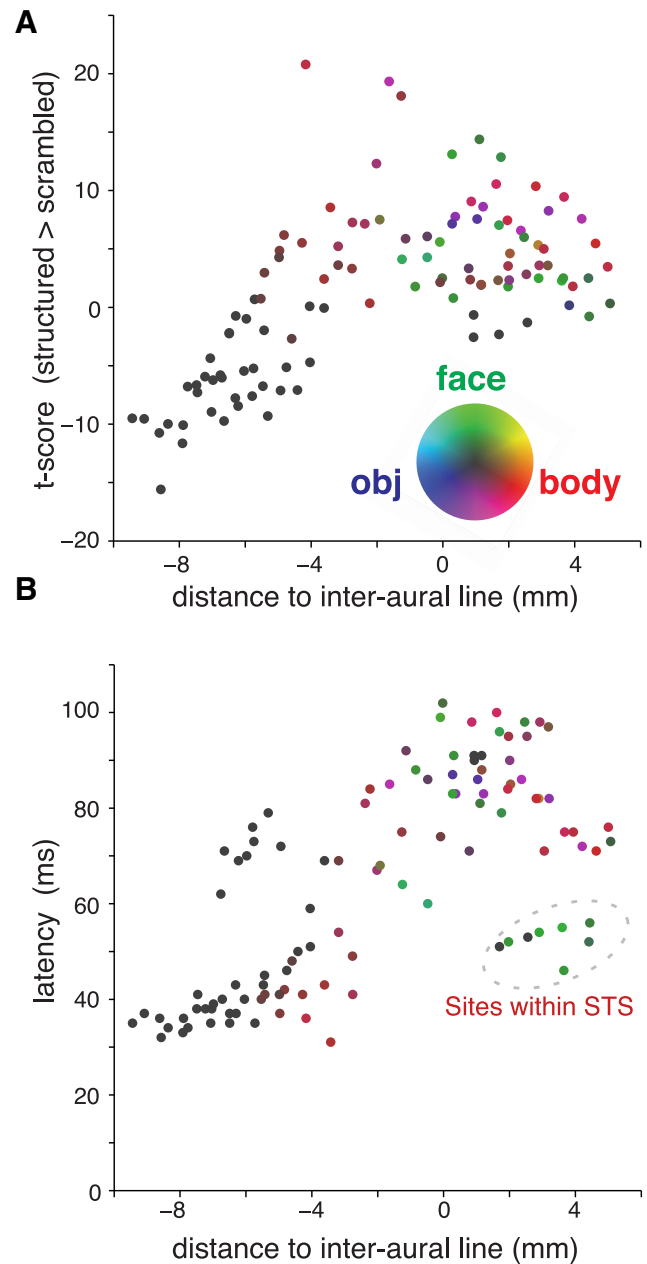 A
t-score (structured > scrambled)
20
10
0
−10
−20
face
obj
body
−8
−4
0
4
distance to inter-aural line (mm)
B
latency (ms)
100
80
60
40
20
0
Sites within STS
−8
−4
0
4
distance to inter-aural line (mm)